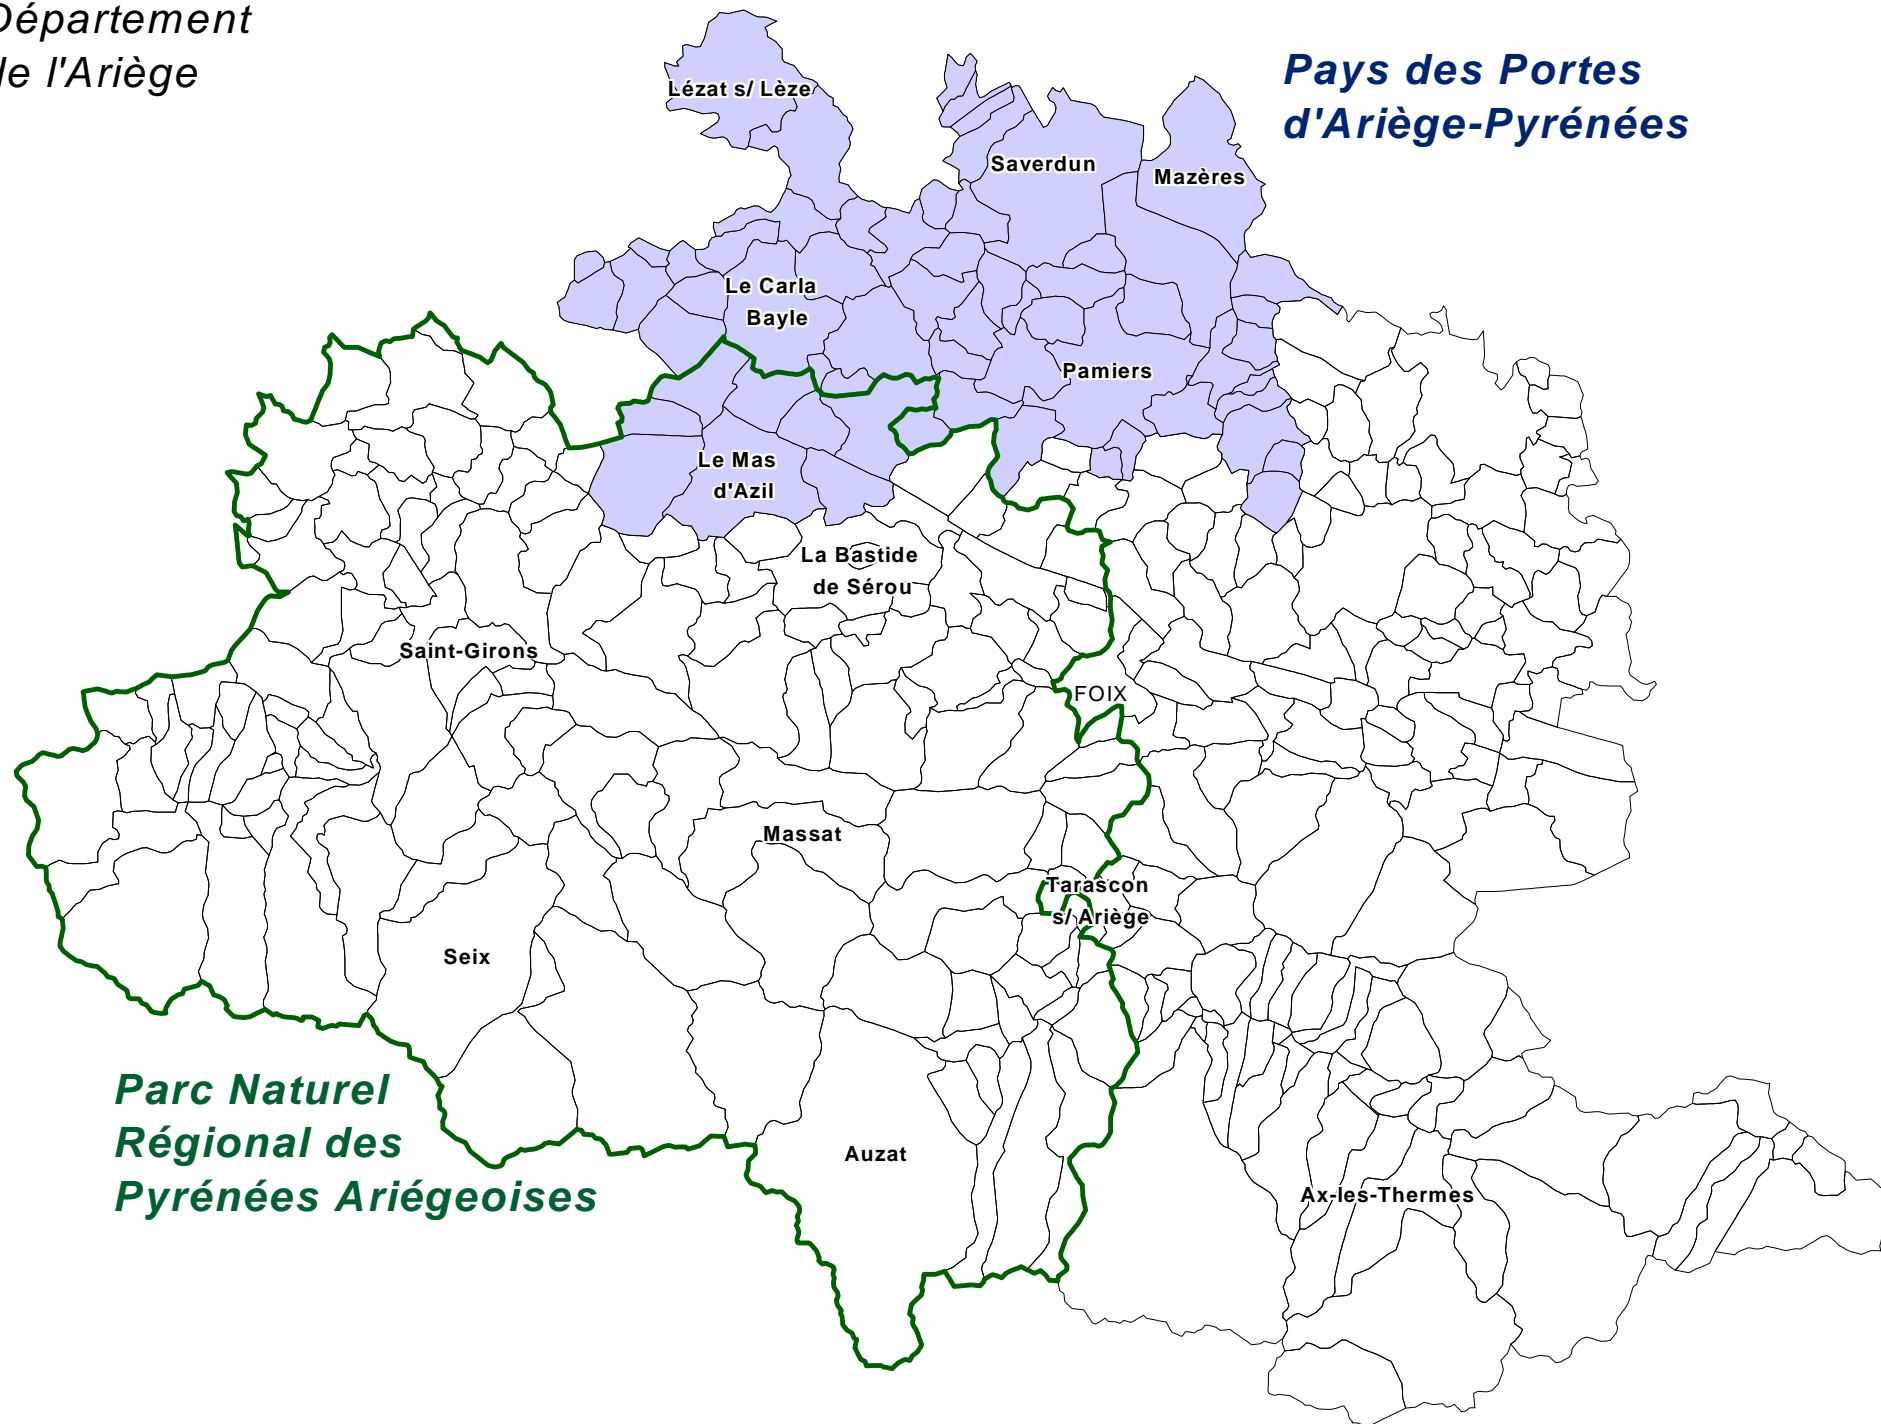 Département
de l'Ariège
Pays des Portes
d'Ariège-Pyrénées
Lézat s/ Lèze
Saverdun
Mazères
Le Carla
Bayle
Pamiers
Le Mas
d'Azil
La Bastide
de Sérou
Saint-Girons
FOIX
Massat
Tarascon
s/ Ariège
Seix
Parc Naturel
Régional des
Pyrénées Ariégeoises
Auzat
Ax-les-Thermes